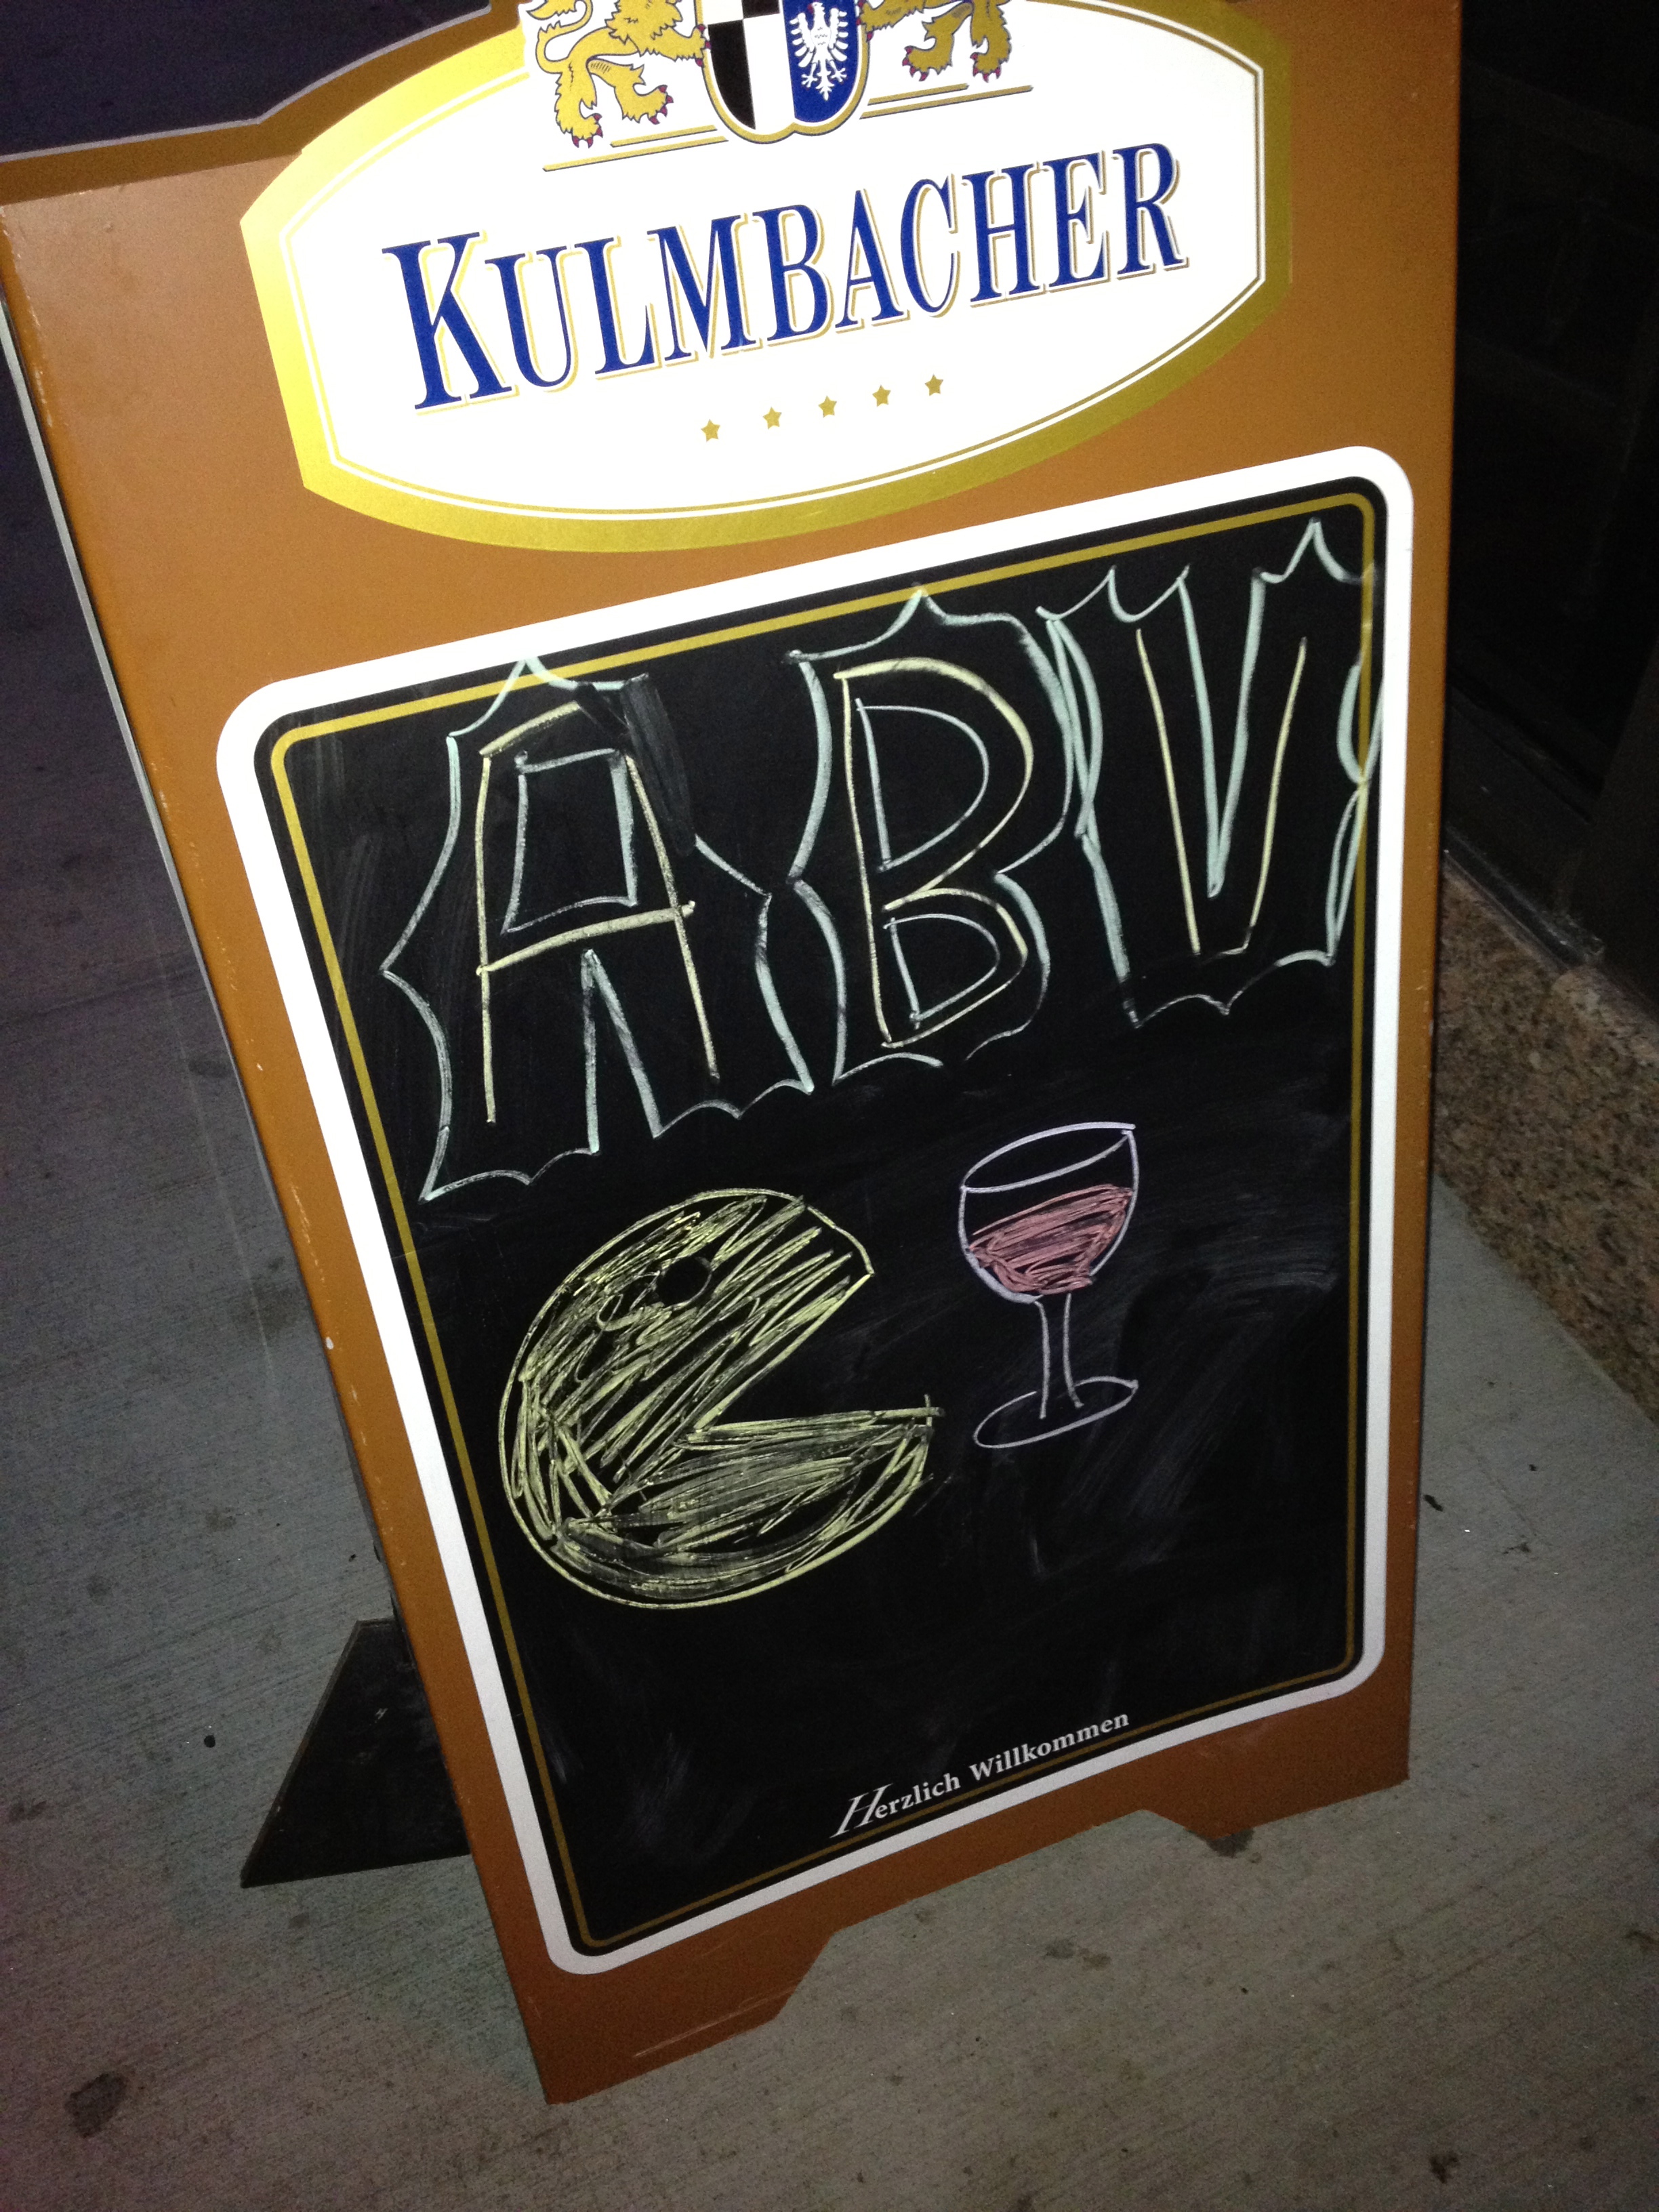 KULMBACHER
ABV
Herzlich Willkommen